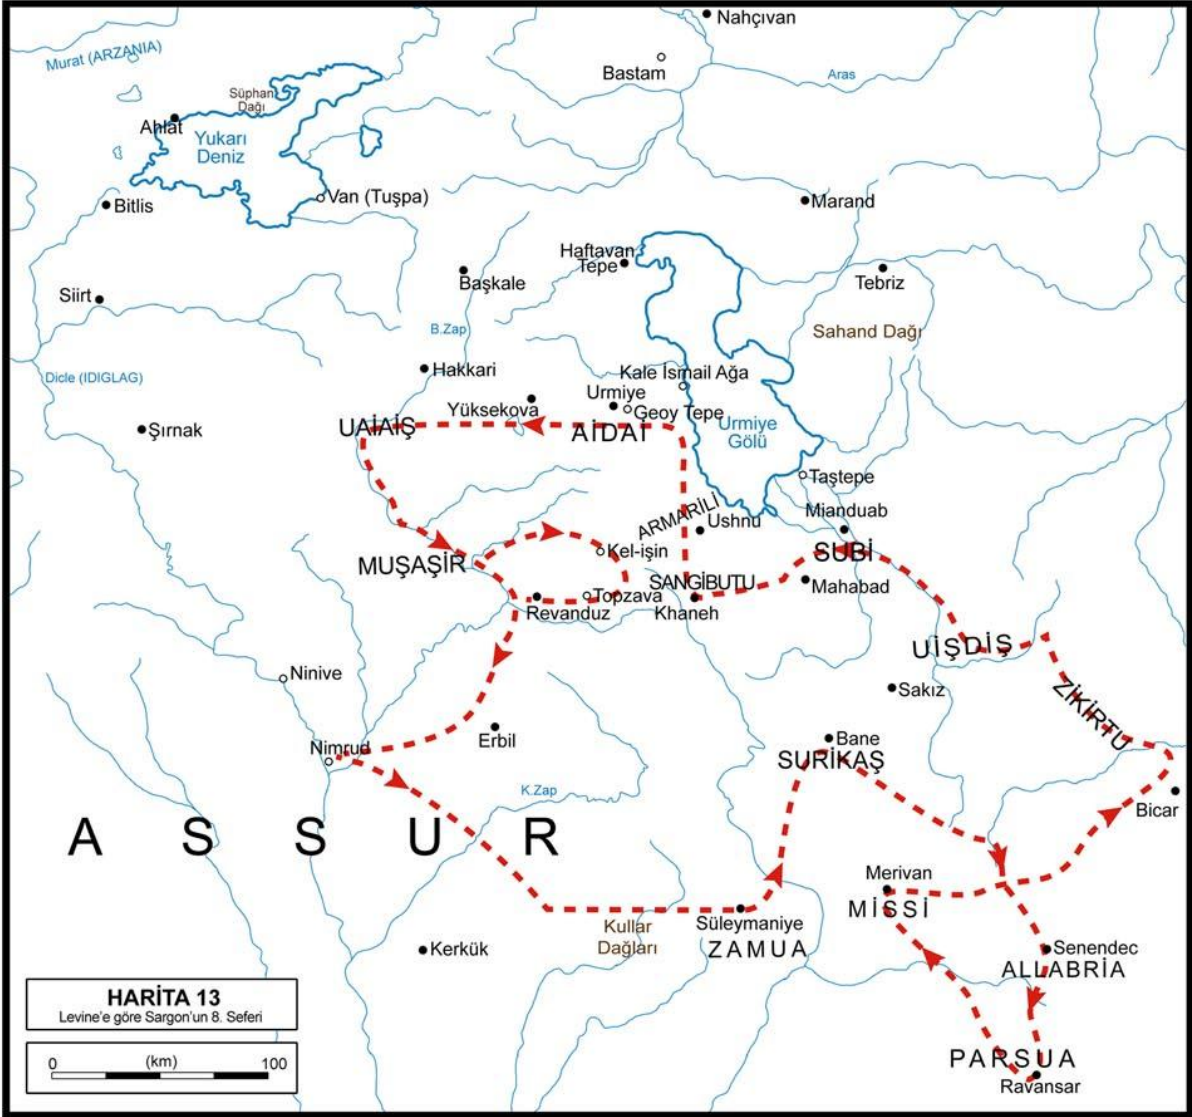 Nahçıvan
Murat (ARZANIA)
Bastam
Aras
Süphan
Dağı
Ahlat
Yukarı
Deniz
Van (Tuşpa)
Bitlis
Marand
Haftavan
Tepe
Başkale
Tebriz
Siirt
B.Zap
Sahand Dağı
Hakkari
Kale İsmail Ağa
Dicle (IDIGLAG)
Urmiye
Yüksekova
Geoy Tepe
Şırnak
UAİAİŞ
AİDAİ
Urmiye
Gölü
Taştepe
Mianduab
ARMARİLİ
Ushnu
Kel-işin
SUBİ
MUŞAŞİR
SANGİBUTU
Mahabad
Topzava
Revanduz
Khaneh
UİŞDİŞ
Ninive
Sakız
ZİKİRTU
Erbil
Bane
Nimrud
SURİKAŞ
K.Zap
Bicar
ASSUR
Merivan
MİSSİ
Süleymaniye
Kullar
Dağları
ZAMUA
Kerkük
Senendec
ALLABRİA
HARİTA 13
Levine'e göre Sargon'un 8. Seferi
PARSUA
Ravansar
0 (km) 100